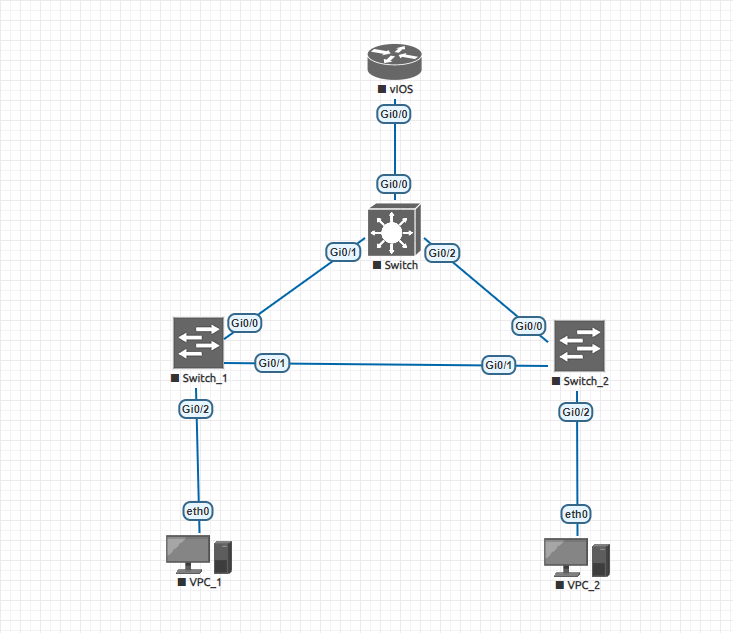 vIOS
Gi0/0
Gi0/0
Switch
Gi0/1
Gi0/2
Gi0/0
Gi0/0
Gi0/1
Gi0/1
Switch_1
Switch_2
Gi0/2
Gi0/2
eth0
eth0
VPC_1
VPC_2